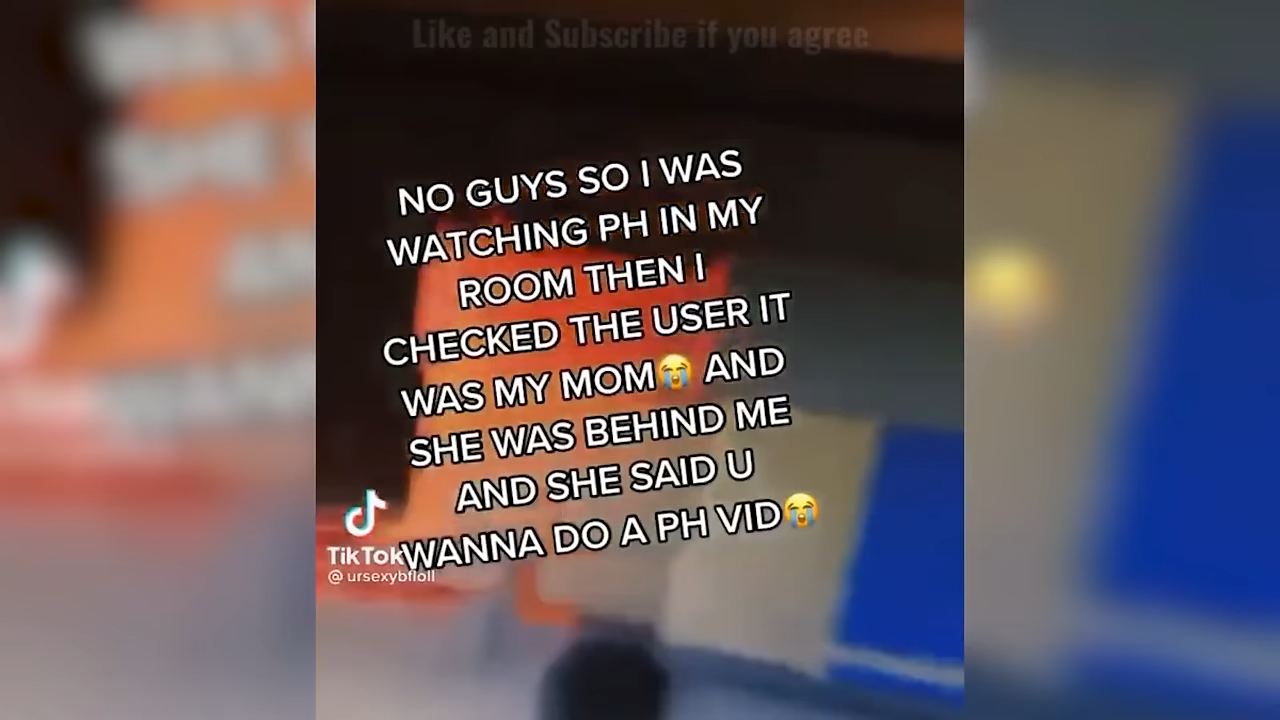 Like and Subscribe if you agree
NO GUYS SO I WAS
WATCHING PH IN MY
ROOM THEN I
CHECKED THE USER IT
WAS MY MOM😭 AND
SHE WAS BEHIND ME
AND SHE SAID U
WANNA DO A PH VID😭
TikTok
@ ursexybfloll